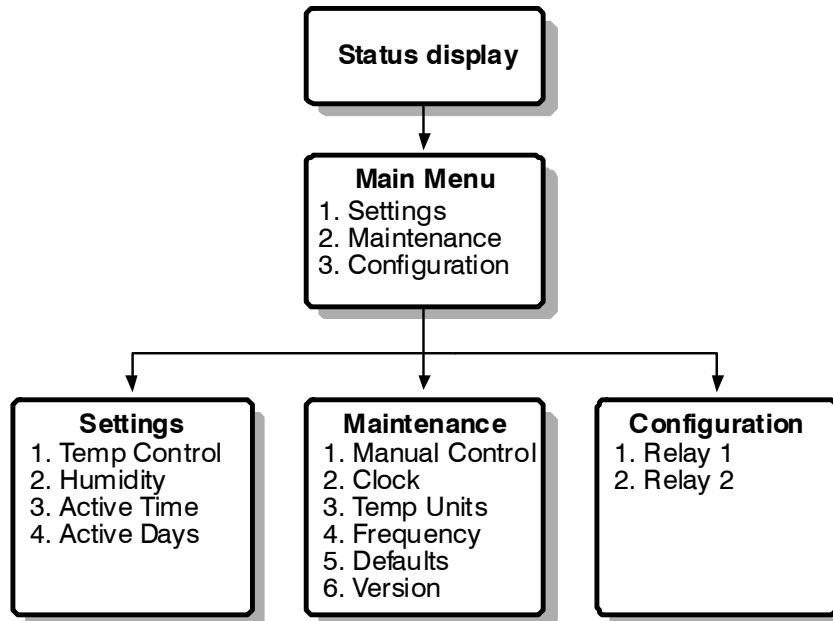 Status display
Main Menu
1. Settings
2. Maintenance
3. Configuration
Settings
1. Temp Control
2. Humidity
3. Active Time
4. Active Days
Maintenance
1. Manual Control
2. Clock
3. Temp Units
4. Frequency
5. Defaults
6. Version
Configuration
1. Relay 1
2. Relay 2